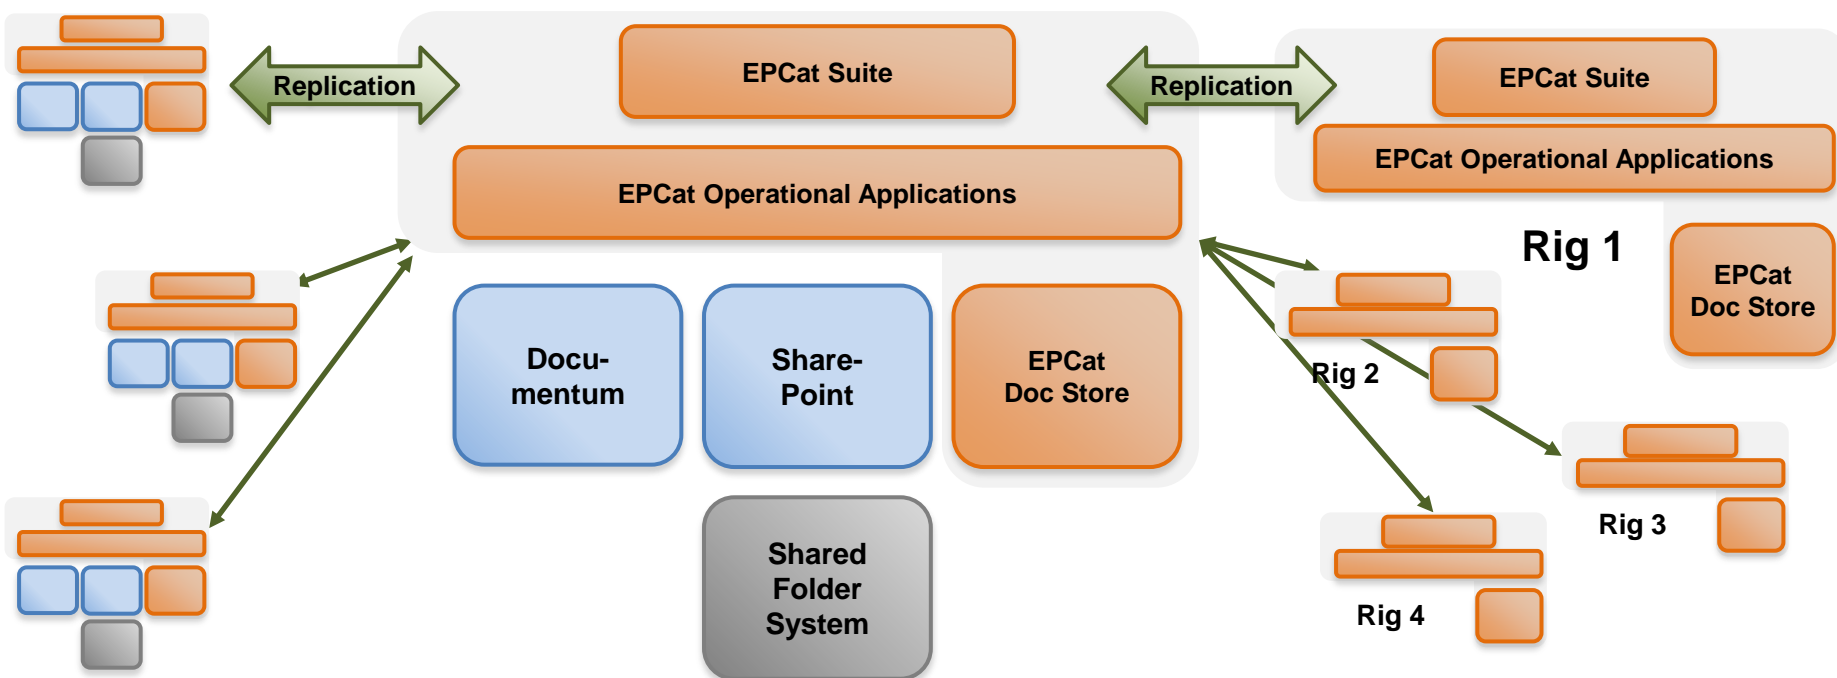 Replication
EPCat Suite
EPCat Operational Applications
Docu-
mentum
Share-
Point
EPCat
Doc Store
Shared
Folder
System
Replication
EPCat Suite
EPCat Operational Applications
Rig 1
EPCat
Doc Store
Rig 2
Rig 3
Rig 4